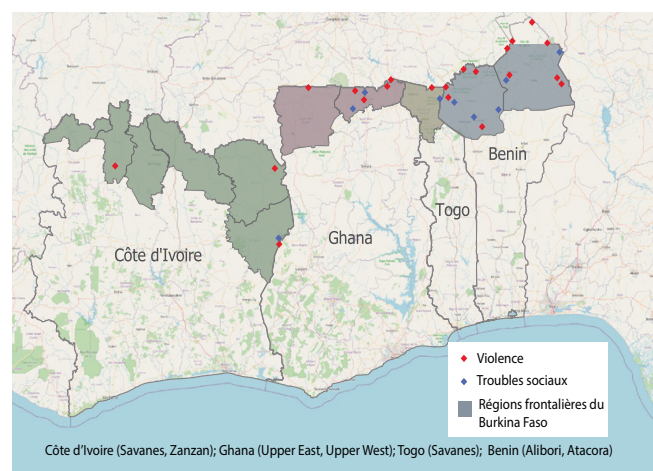 Benin
Togo
Ghana
Côte d'Ivoire
Violence
Troubles sociaux
Régions frontalières du
Burkina Faso
Côte d'Ivoire (Savanes, Zanzan); Ghana (Upper East, Upper West); Togo (Savanes); Benin (Alibori, Atacora)